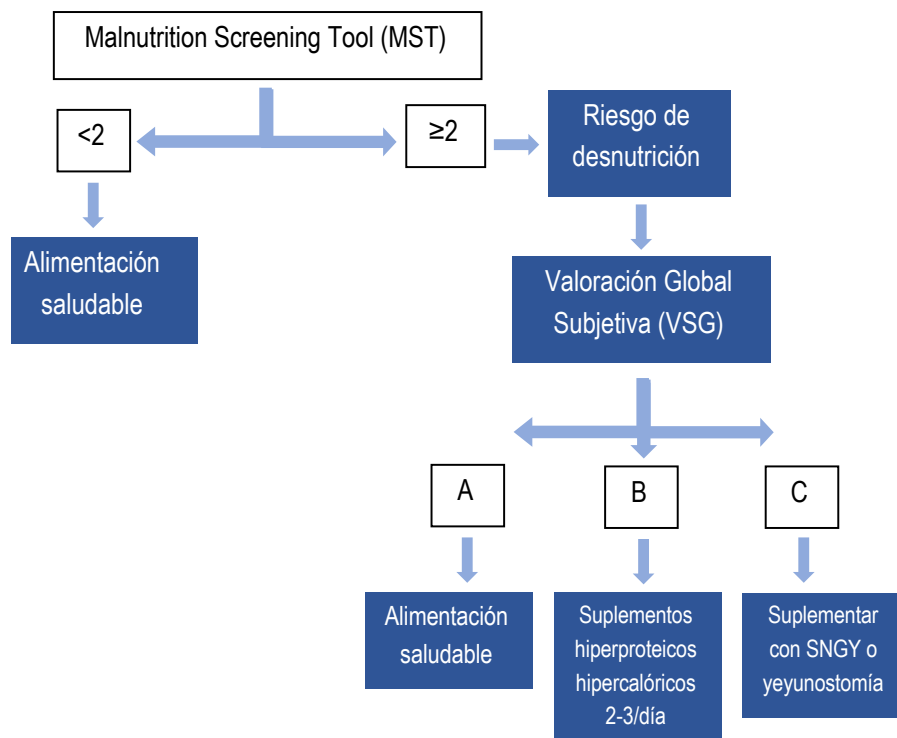 Malnutrition Screening Tool (MST)
<2
≥2
Riesgo de
desnutrición
Alimentación
saludable
Valoración Global
Subjetiva (VSG)
A
B
C
Alimentación
saludable
Suplementos
hiperproteicos
hipercalóricos
2-3/día
Suplementar
con SNGY o
yeyunostomía